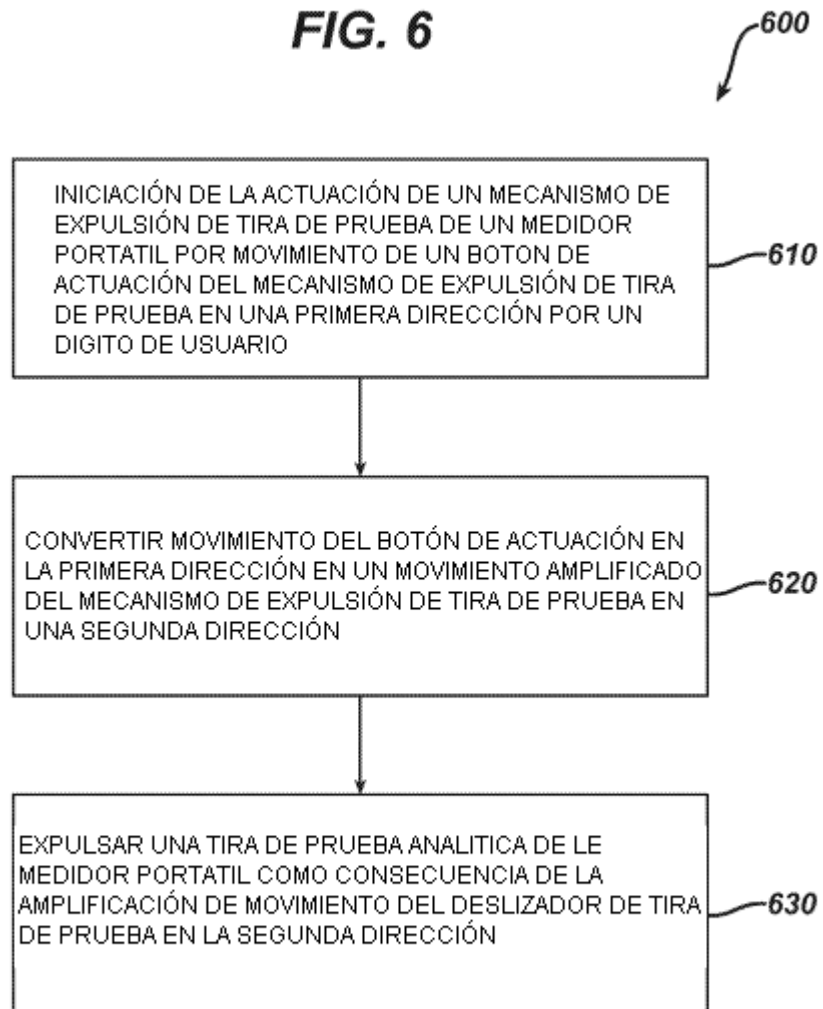 FIG. 6
600
INICIACIÓN DE LA ACTUACIÓN DE UN MECANISMO DE
EXPULSIÓN DE TIRA DE PRUEBA DE UN MEDIDOR
PORTATIL POR MOVIMIENTO DE UN BOTON DE
ACTUACIÓN DEL MECANISMO DE EXPULSIÓN DE TIRA
DE PRUEBA EN UNA PRIMERA DIRECCIÓN POR UN
DIGITO DE USUARIO
610
CONVERTIR MOVIMIENTO DEL BOTÓN DE ACTUACIÓN EN
LA PRIMERA DIRECCIÓN EN UN MOVIMIENTO AMPLIFICADO
DEL MECANISMO DE EXPULSIÓN DE TIRA DE PRUEBA EN
UNA SEGUNDA DIRECCIÓN
620
EXPULSAR UNA TIRA DE PRUEBA ANALITICA DE LE
MEDIDOR PORTATIL COMO CONSECUENCIA DE LA
AMPLIFICACIÓN DE MOVIMIENTO DEL DESLIZADOR DE TIRA
DE PRUEBA EN LA SEGUNDA DIRECCIÓN
630